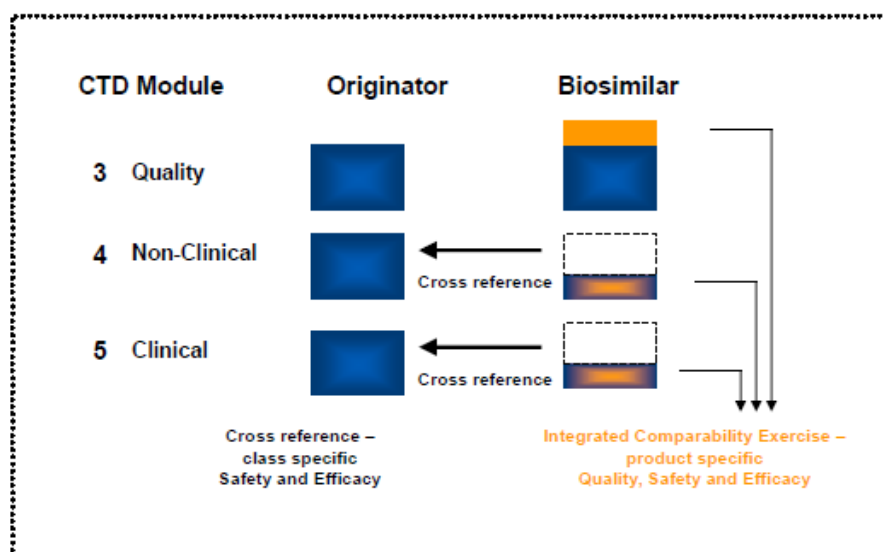 CTD Module Originator Biosimilar
3 Quality
4 Non-Clinical
Cross reference
5 Clinical
Cross reference
Cross reference –
class specific
Safety and Efficacy
Integrated Comparability Exercise –
product specific
Quality, Safety and Efficacy